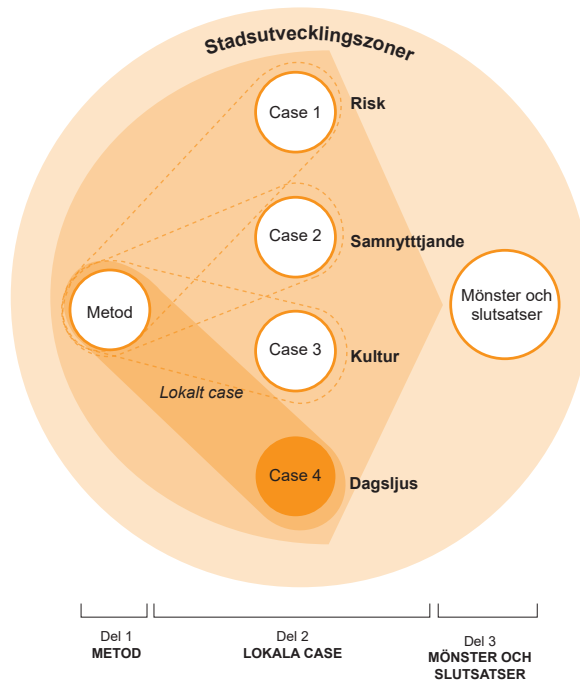 Stadsutvecklingszoner
Case 1
Risk
Case 2
Samnytttjande
Metod
Mönster och
slutsatser
Case 3
Kultur
Lokalt case
Case 4
Dagsljus
Del 1
METOD
Del 2
LOKALA CASE
Del 3
MÖNSTER OCH
SLUTSATSER